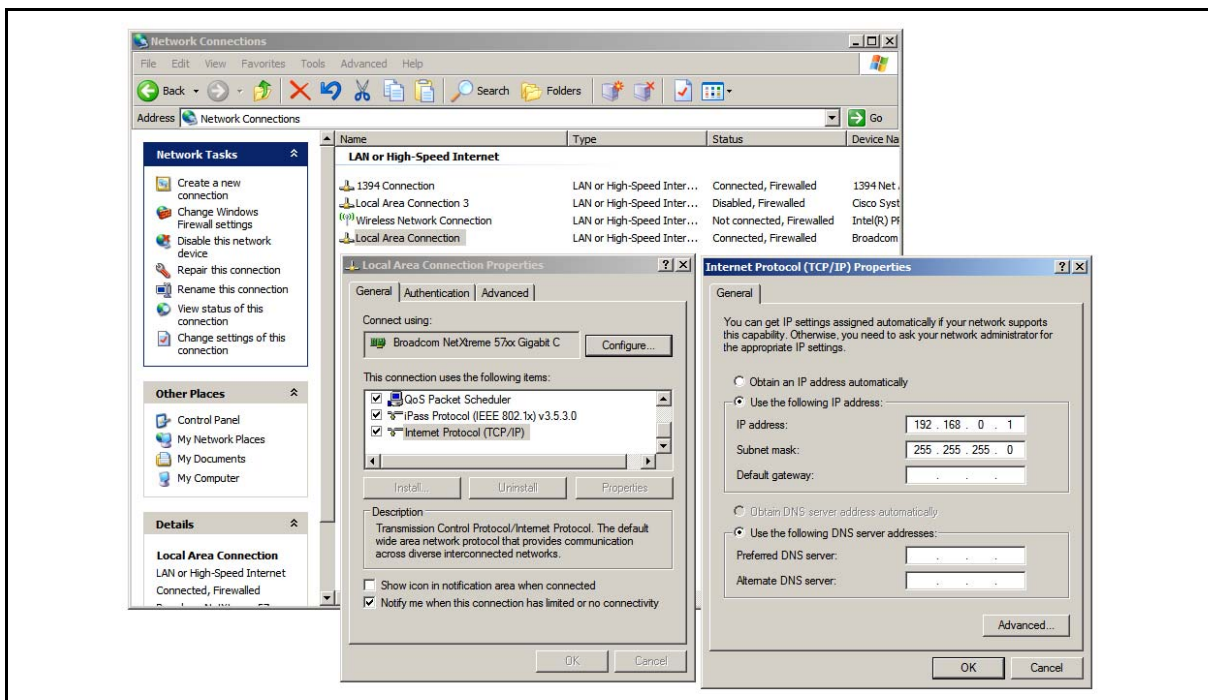 Network Connections
File Edit View Favorites Tools Advanced Help
Back Search Folders
Address Network Connections Go
Network Tasks
Create a new
connection
Change Windows
Firewall settings
Disable this network
device
Repair this connection
Rename this connection
View status of this
connection
Change settings of this
connection
Other Places
Control Panel
My Network Places
My Documents
My Computer
Details
Local Area Connection
LAN or High-Speed Internet
Connected, Firewalled
Name Type Status Device Na
LAN or High-Speed Internet
1394 Connection LAN or High-Speed Inter... Connected, Firewalled 1394 Net
Local Area Connection 3 LAN or High-Speed Inter... Disabled, Firewalled Cisco Syst
Wireless Network Connection LAN or High-Speed Inter... Not connected, Firewalled Intel(R) PR
Local Area Connection LAN or High-Speed Inter... Connected, Firewalled Broadcom
Local Area Connection Properties
General Authentication Advanced
Connect using:
Broadcom NetXtreme 57xx Gigabit C Configure...
This connection uses the following items:
QoS Packet Scheduler
iPass Protocol (IEEE 802.1x) v3.5.3.0
Internet Protocol (TCP/IP)
Install... Uninstall Properties
Description
Transmission Control Protocol/Internet Protocol. The default
wide area network protocol that provides communication
across diverse interconnected networks.
Show icon in notification area when connected
Notify me when this connection has limited or no connectivity
OK Cancel
Internet Protocol (TCP/IP) Properties
General
You can get IP settings assigned automatically if your network supports
this capability. Otherwise, you need to ask your network administrator for
the appropriate IP settings.
Obtain an IP address automatically
Use the following IP address:
IP address: 192 . 168 . 0 . 1
Subnet mask: 255 . 255 . 255 . 0
Default gateway: . . .
Obtain DNS server address automatically
Use the following DNS server addresses:
Preferred DNS server: . . .
Alternate DNS server: . . .
Advanced...
OK Cancel